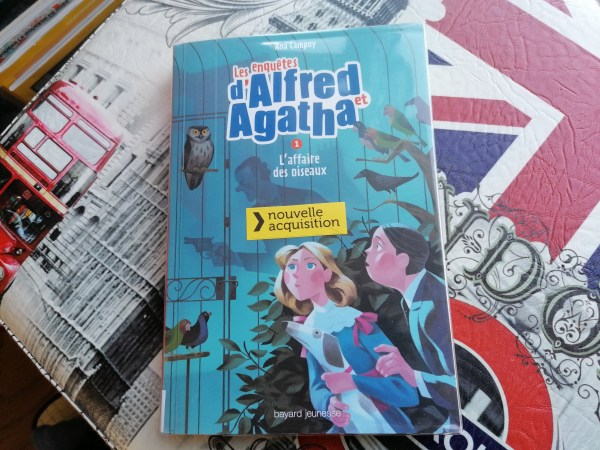 Ana Campoy
Les enquêtes
d'Alfred et
Agatha
1
L'affaire
des oiseaux
nouvelle
acquisition
bayard jeunesse